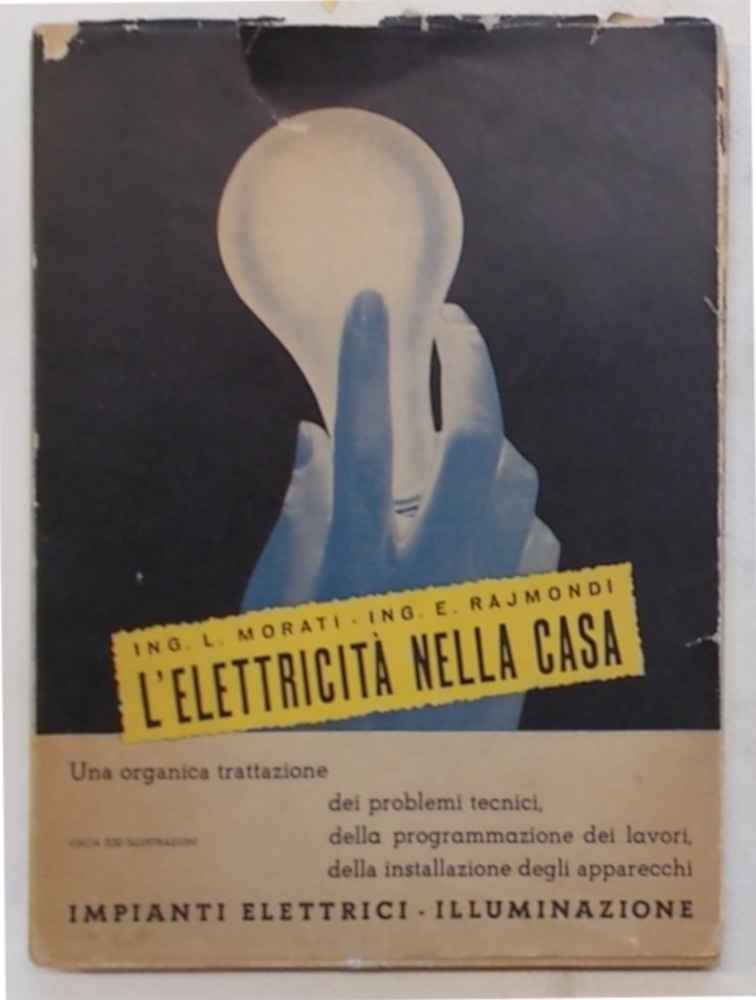 ING. L. MORATI - ING. E. RAJMONDI
L'ELETTRICITÀ NELLA CASA
Una organica trattazione
dei problemi tecnici,
della programmazione dei lavori,
ILLUSTRAZIONI
della installazione degli apparecchi
IMPIANTI ELETTRICI - ILLUMINAZIONE